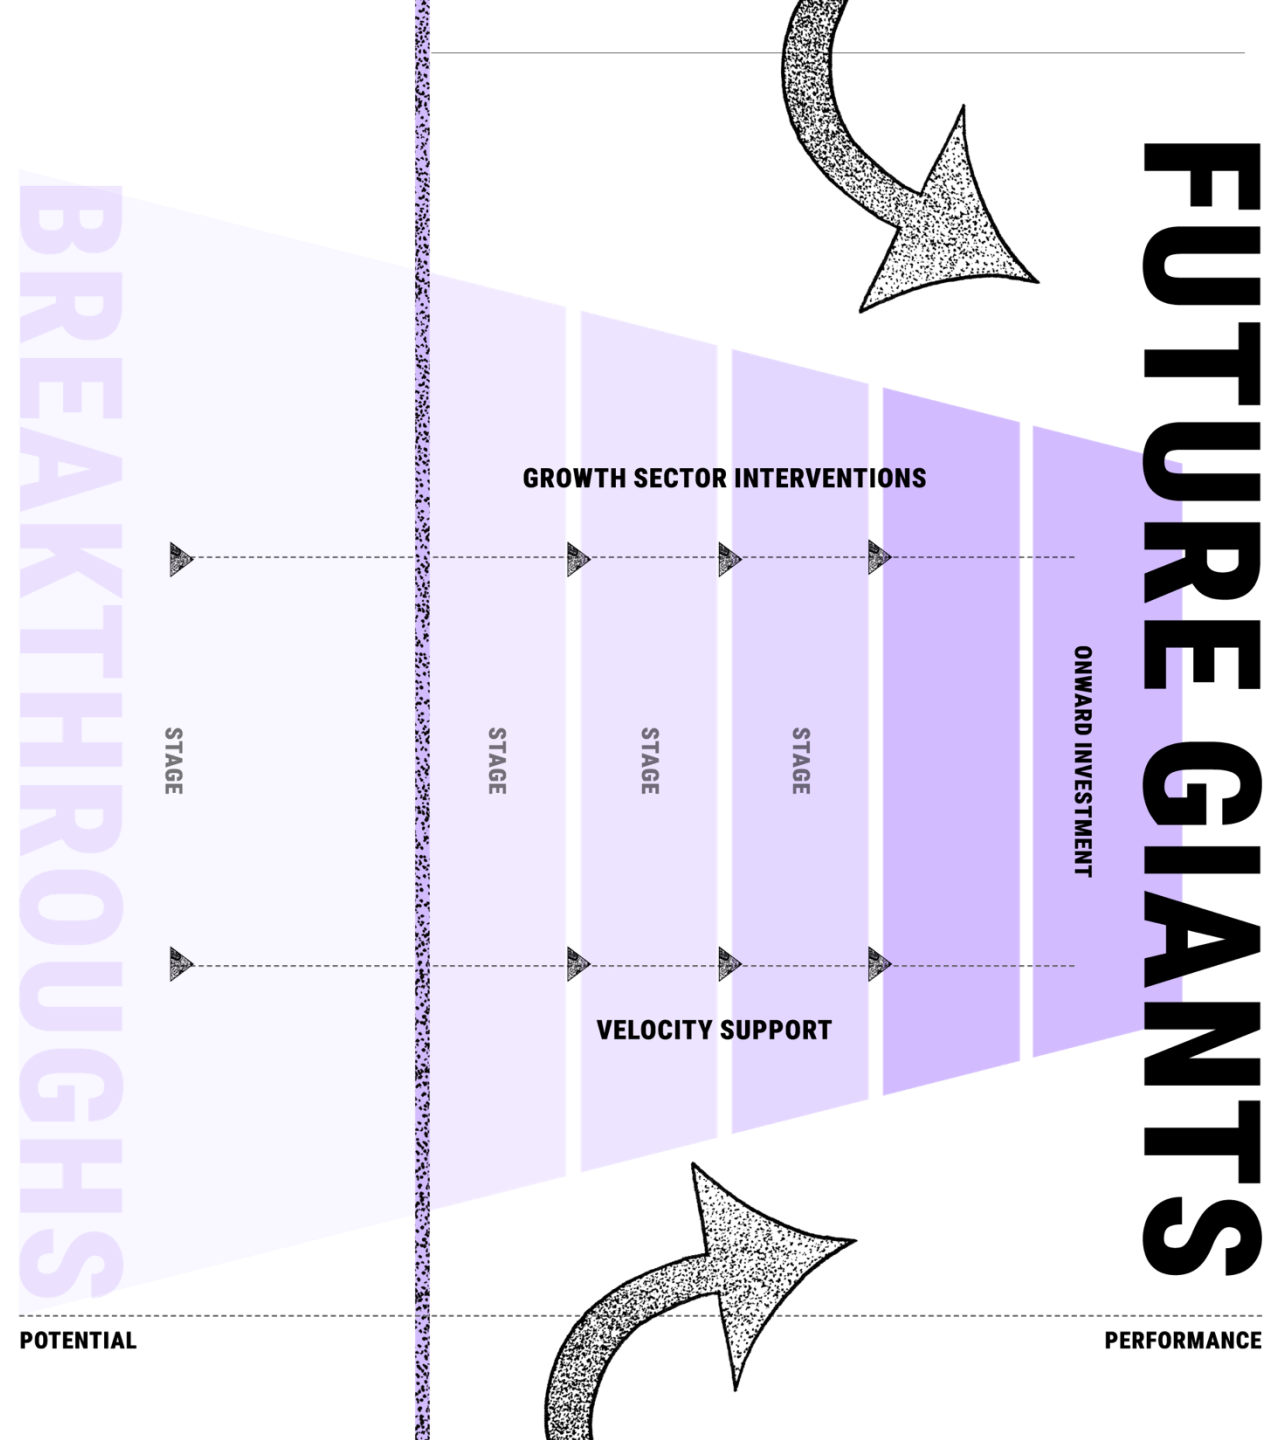 BREAKTHROUGHS
FUTURE GIANTS
GROWTH SECTOR INTERVENTIONS
STAGE
STAGE
STAGE
STAGE
ONWARD INVESTMENT
VELOCITY SUPPORT
POTENTIAL
PERFORMANCE